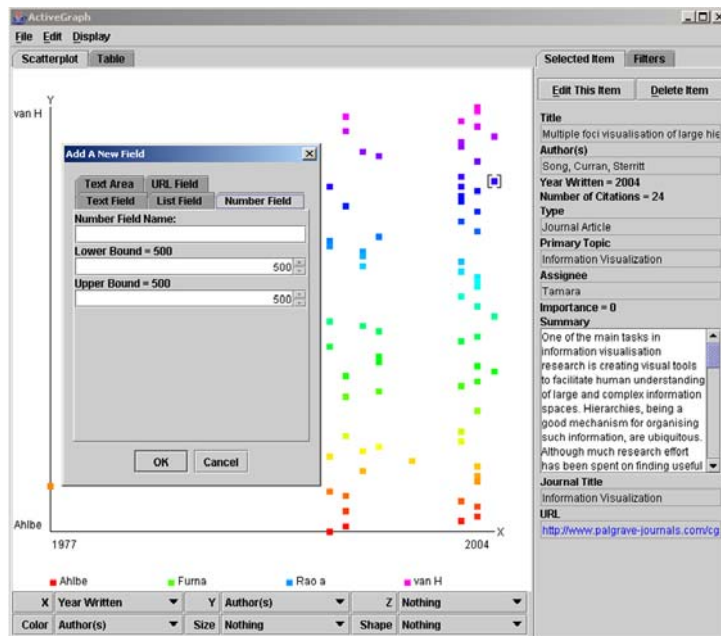 ActiveGraph
File Edit Display
Scatterplot Table
Y
van H
Ahlbe
1977
2004
X
Ahlbe Furna Rao a van H
X Year Written Y Author(s) Z Nothing
Color Author(s) Size Nothing Shape Nothing
Add A New Field
Text Area URL Field
Text Field List Field Number Field
Number Field Name:
Lower Bound = 500
500
Upper Bound = 500
500
OK Cancel
Selected Item Filters
Edit This Item Delete Item
Title
Multiple foci visualisation of large hie
Author(s)
Song, Curran, Sterritt
Year Written = 2004
Number of Citations = 24
Type
Journal Article
Primary Topic
Information Visualization
Assignee
Tamara
Importance = 0
Summary
One of the main tasks in
information visualisation
research is creating visual tools
to facilitate human understanding
of large and complex information
spaces. Hierarchies, being a
good mechanism for organising
such information, are ubiquitous.
Although much research effort
has been spent on finding useful
Journal Title
Information Visualization
URL
http://www.palgrave-journals.com/cg